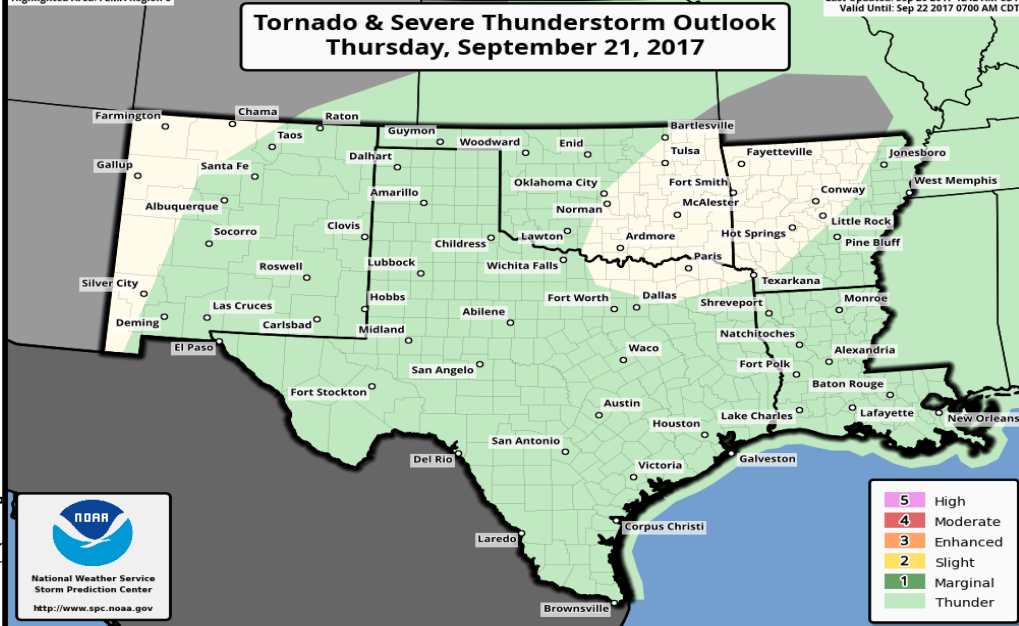 Highlighted Area: FEMA Region 6
Valid Until: Sep 22 2017 0700 AM CDT
Tornado & Severe Thunderstorm Outlook
Thursday, September 21, 2017
Farmington
Chama
Raton
Taos
Guymon
Woodward
Enid
Bartlesville
Tulsa
Fayetteville
Jonesboro
Gallup
Santa Fe
Dalhart
Oklahoma City
Fort Smith
West Memphis
Albuquerque
Amarillo
Norman
McAlester
Conway
Little Rock
Socorro
Clovis
Childress
Lawton
Ardmore
Hot Springs
Pine Bluff
Roswell
Lubbock
Wichita Falls
Paris
Texarkana
Silver City
Las Cruces
Hobbs
Fort Worth
Dallas
Shreveport
Monroe
Deming
Carlsbad
Midland
Abilene
Natchitoches
El Paso
San Angelo
Waco
Fort Polk
Alexandria
Fort Stockton
Austin
Houston
Lake Charles
Baton Rouge
Lafayette
New Orleans
Del Rio
San Antonio
Victoria
Galveston
Laredo
Corpus Christi
Brownsville
NOAA
National Weather Service
Storm Prediction Center
http://www.spc.noaa.gov
5 High
4 Moderate
3 Enhanced
2 Slight
1 Marginal
Thunder